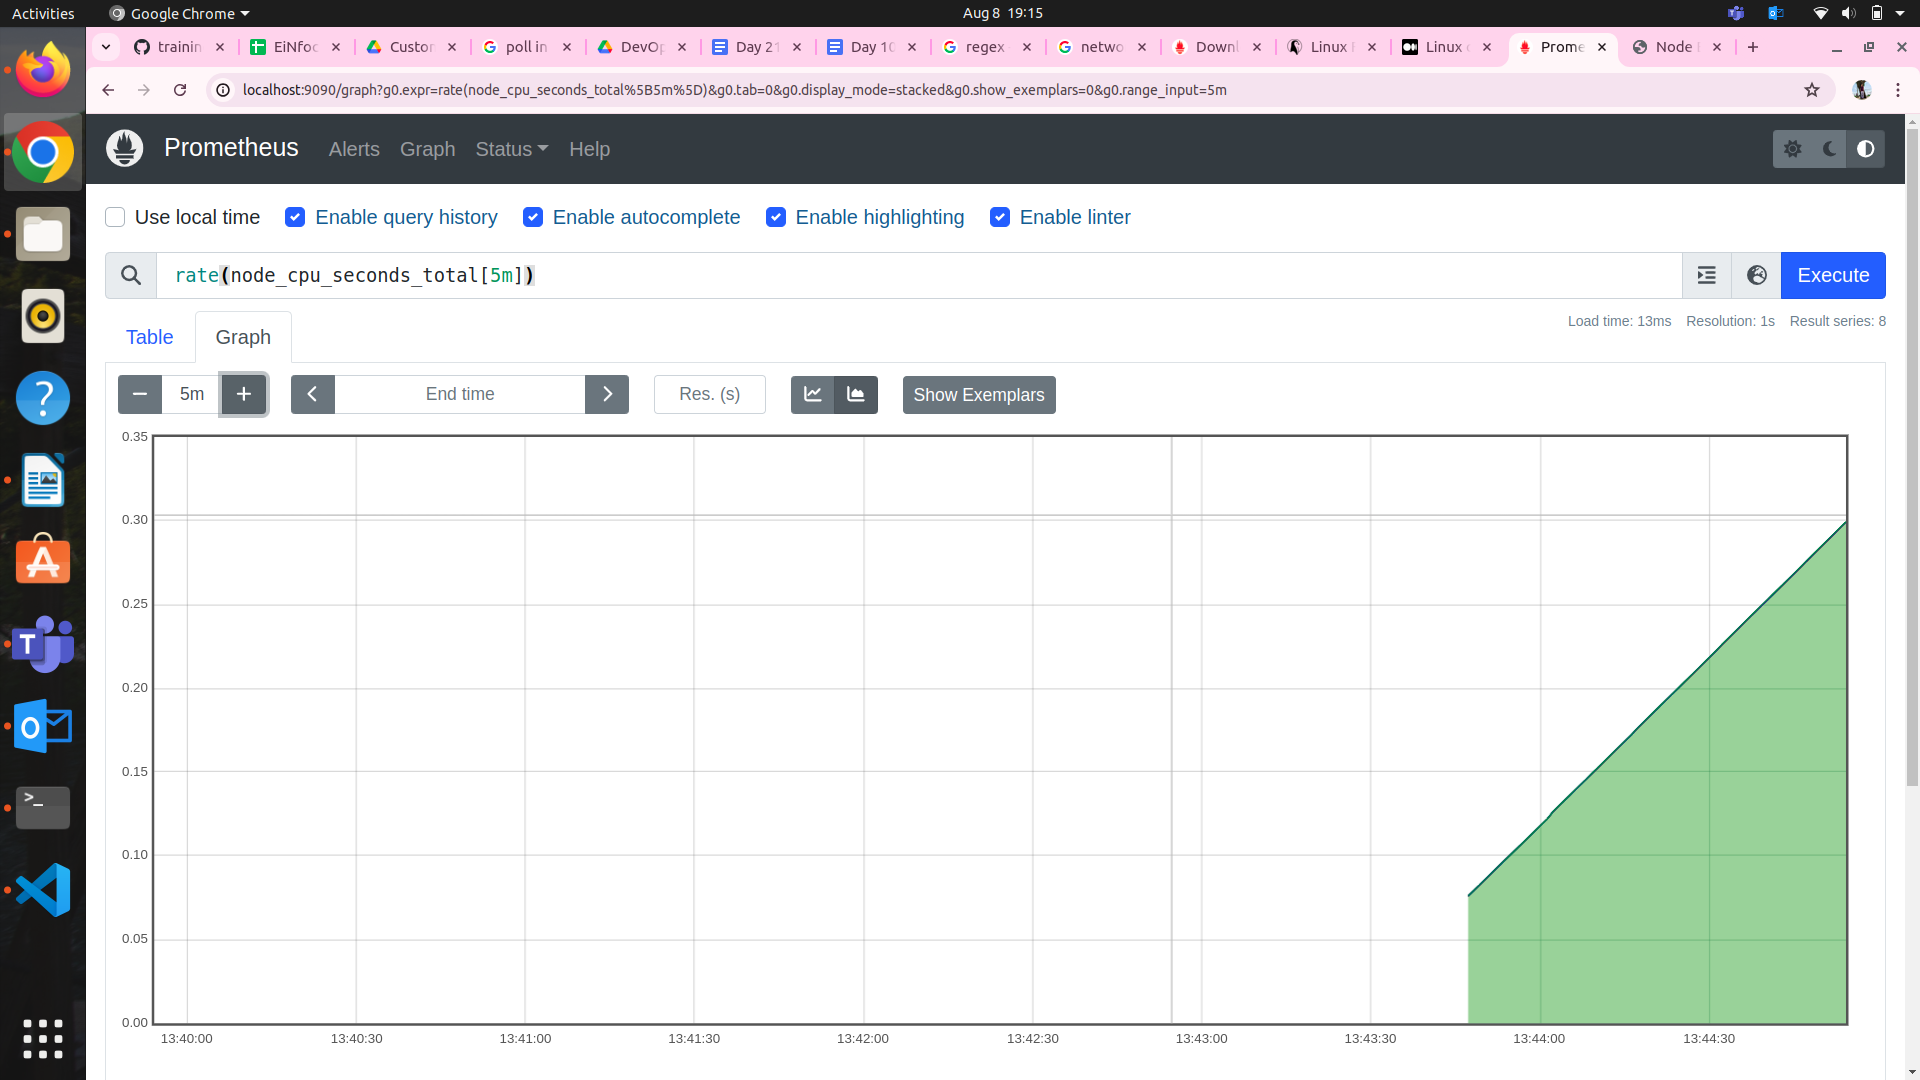 Activities Google Chrome Aug 8 19:15
trainin EiNfoc Custor poll in DevOp Day 21 Day 10 regex netwo Downl Linux Linux Prome Node
localhost:9090/graph?g0.expr=rate(node_cpu_seconds_total%5B5m%5D)&g0.tab=0&g0.display_mode=stacked&g0.show_exemplars=0&g0.range_input=5m
Prometheus Alerts Graph Status Help
Use local time Enable query history Enable autocomplete Enable highlighting Enable linter
rate(node_cpu_seconds_total[5m]) Execute
Table Graph Load time: 13ms Resolution: 1s Result series: 8
5m End time Res. (s) Show Exemplars
0.35
0.30
0.25
0.20
0.15
0.10
0.05
0.00
13:40:00 13:40:30 13:41:00 13:41:30 13:42:00 13:42:30 13:43:00 13:43:30 13:44:00 13:44:30